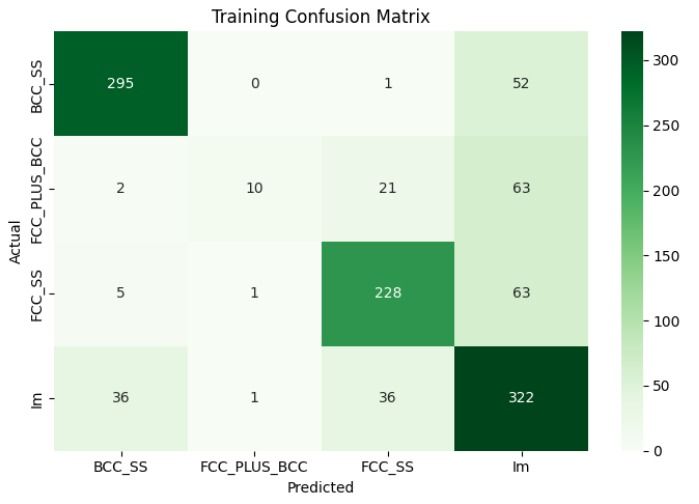 Training Confusion Matrix
Actual
BCC_SS
295 0 1 52
FCC_PLUS_BCC
2 10 21 63
FCC_SS
5 1 228 63
Im
36 1 36 322
BCC_SS FCC_PLUS_BCC FCC_SS Im
Predicted
300
250
200
150
100
50
0